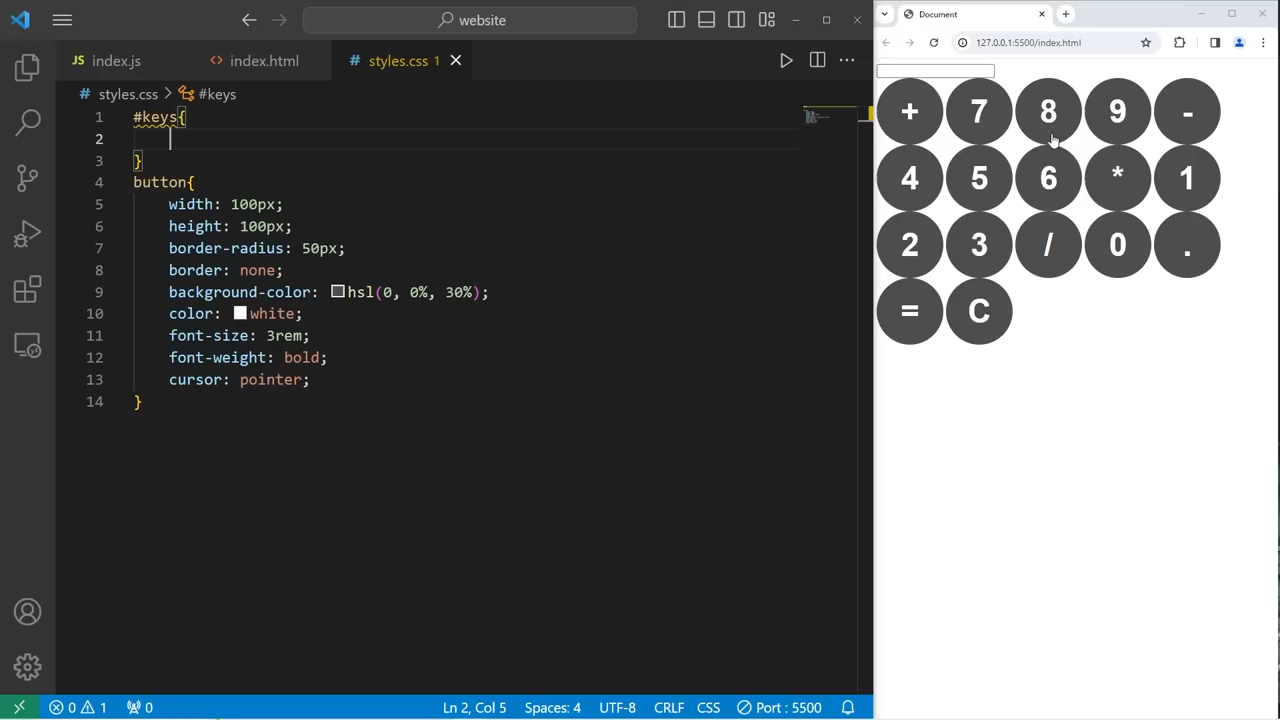 website
index.js
index.html
# styles.css 1
# styles.css > #keys
1 #keys{
2
3 }
4 button{
5 width: 100px;
6 height: 100px;
7 border-radius: 50px;
8 border: none;
9 background-color: hsl(0, 0%, 30%);
10 color: white;
11 font-size: 3rem;
12 font-weight: bold;
13 cursor: pointer;
14 }
0 1 0 Ln 2, Col 5 Spaces: 4 UTF-8 CRLF CSS Port : 5500
Document
127.0.0.1:5500/index.html
+ 7 8 9 -
4 5 6 * 1
2 3 / 0 .
= C